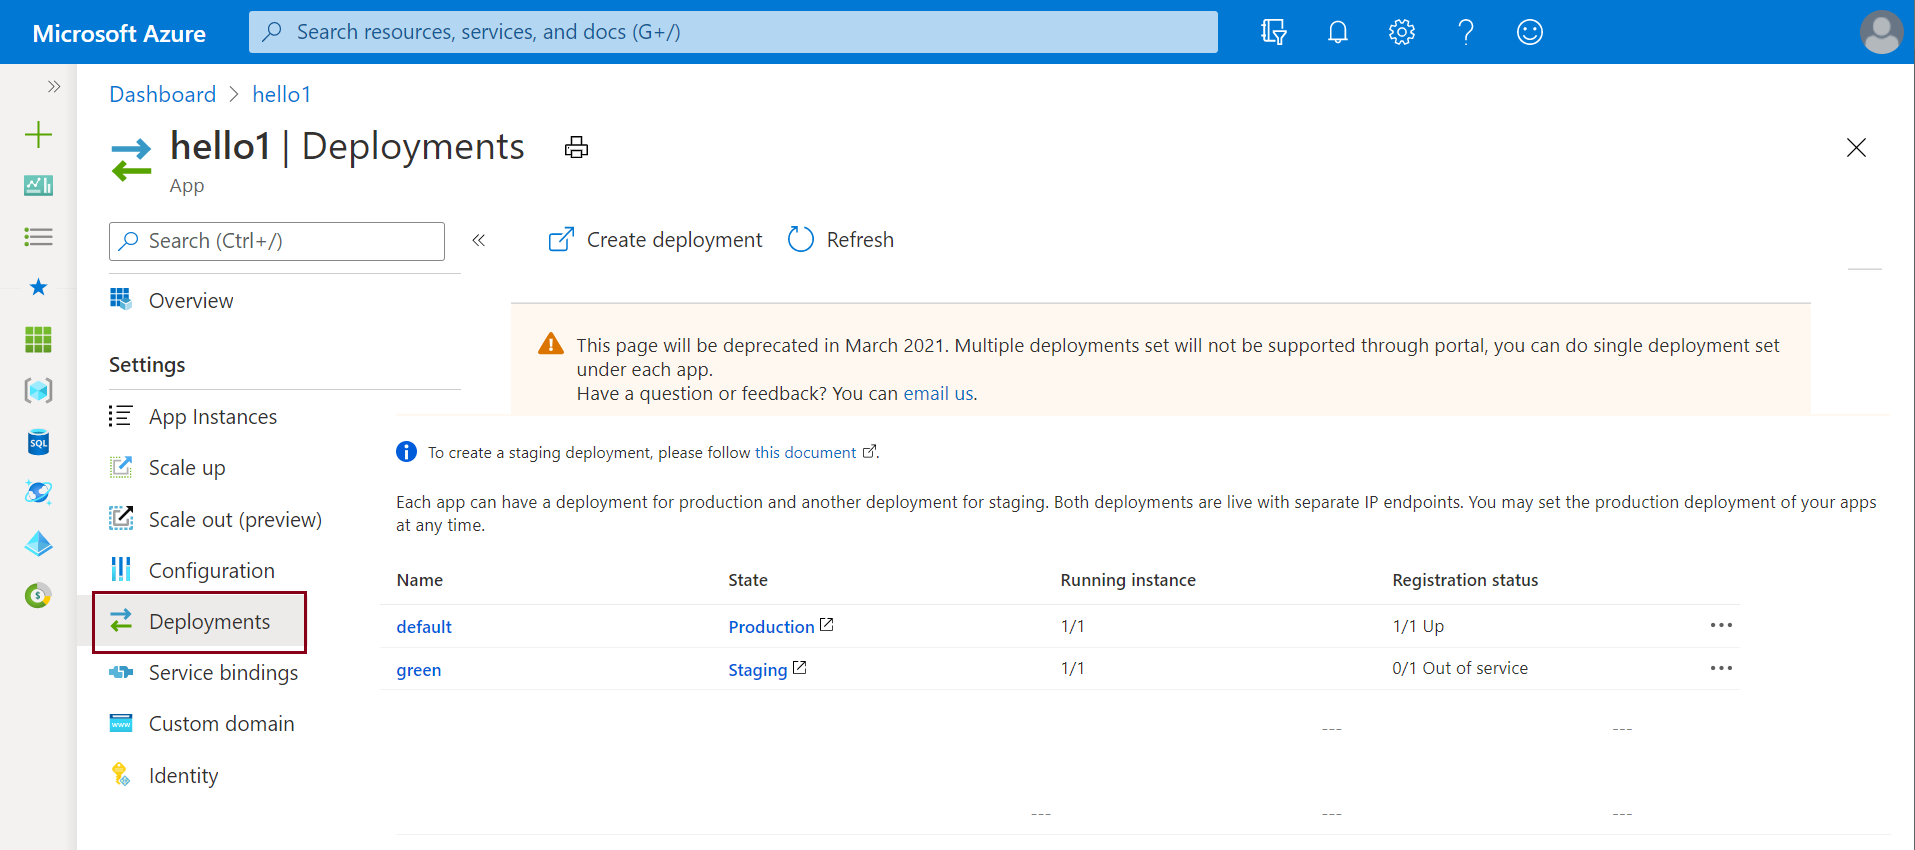 Microsoft Azure
Search resources, services, and docs (G+/)
Dashboard > hello1
hello1 | Deployments
App
Search (Ctrl+/)
«
Create deployment
Refresh
Overview
Settings
App Instances
Scale up
Scale out (preview)
Configuration
Deployments
Service bindings
Custom domain
Identity
This page will be deprecated in March 2021. Multiple deployments set will not be supported through portal, you can do single deployment set
under each app.
Have a question or feedback? You can email us.
To create a staging deployment, please follow this document.
Each app can have a deployment for production and another deployment for staging. Both deployments are live with separate IP endpoints. You may set the production deployment of your apps
at any time.
Name State Running instance Registration status
default Production 1/1 1/1 Up ···
green Staging 1/1 0/1 Out of service ···
--- ---
--- --- ---
SQL
$
www